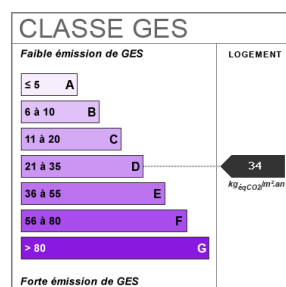 CLASSE GES
Faible émission de GES
LOGEMENT
≤ 5 A
6 à 10 B
11 à 20 C
21 à 35 D
34
kgéqCO2/m².an
36 à 55 E
56 à 80 F
> 80 G
Forte émission de GES